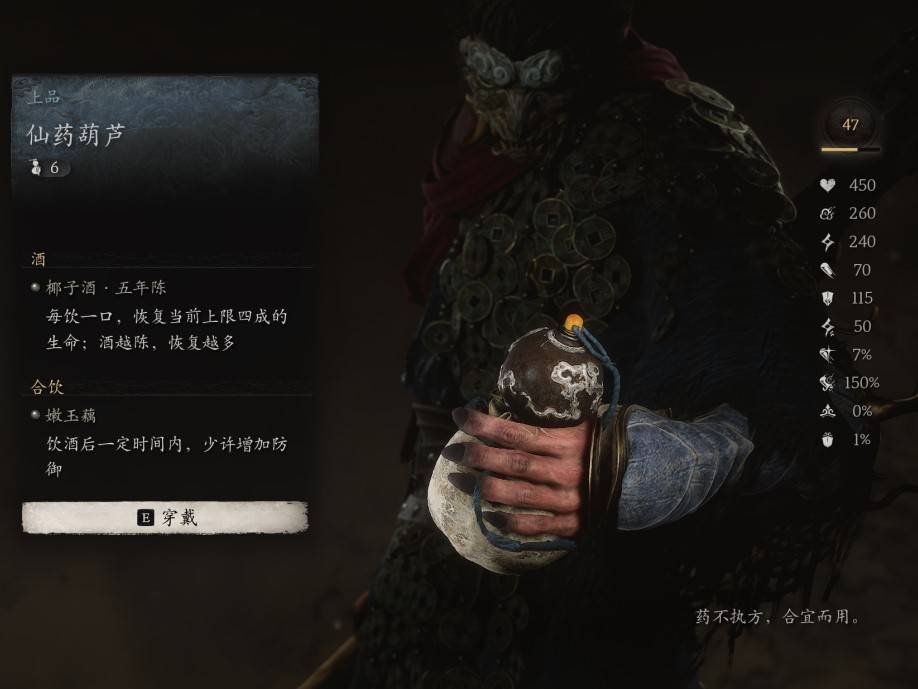 上品
仙药葫芦
6
酒
椰子酒·五年陈
每饮一口，恢复当前上限四成的
生命；酒越陈，恢复越多
合饮
嫩玉藕
饮酒后一定时间内，少许增加防
御
E 穿戴
47
450
260
240
70
115
50
7%
150%
0%
1%
药不执方，合宜而用。